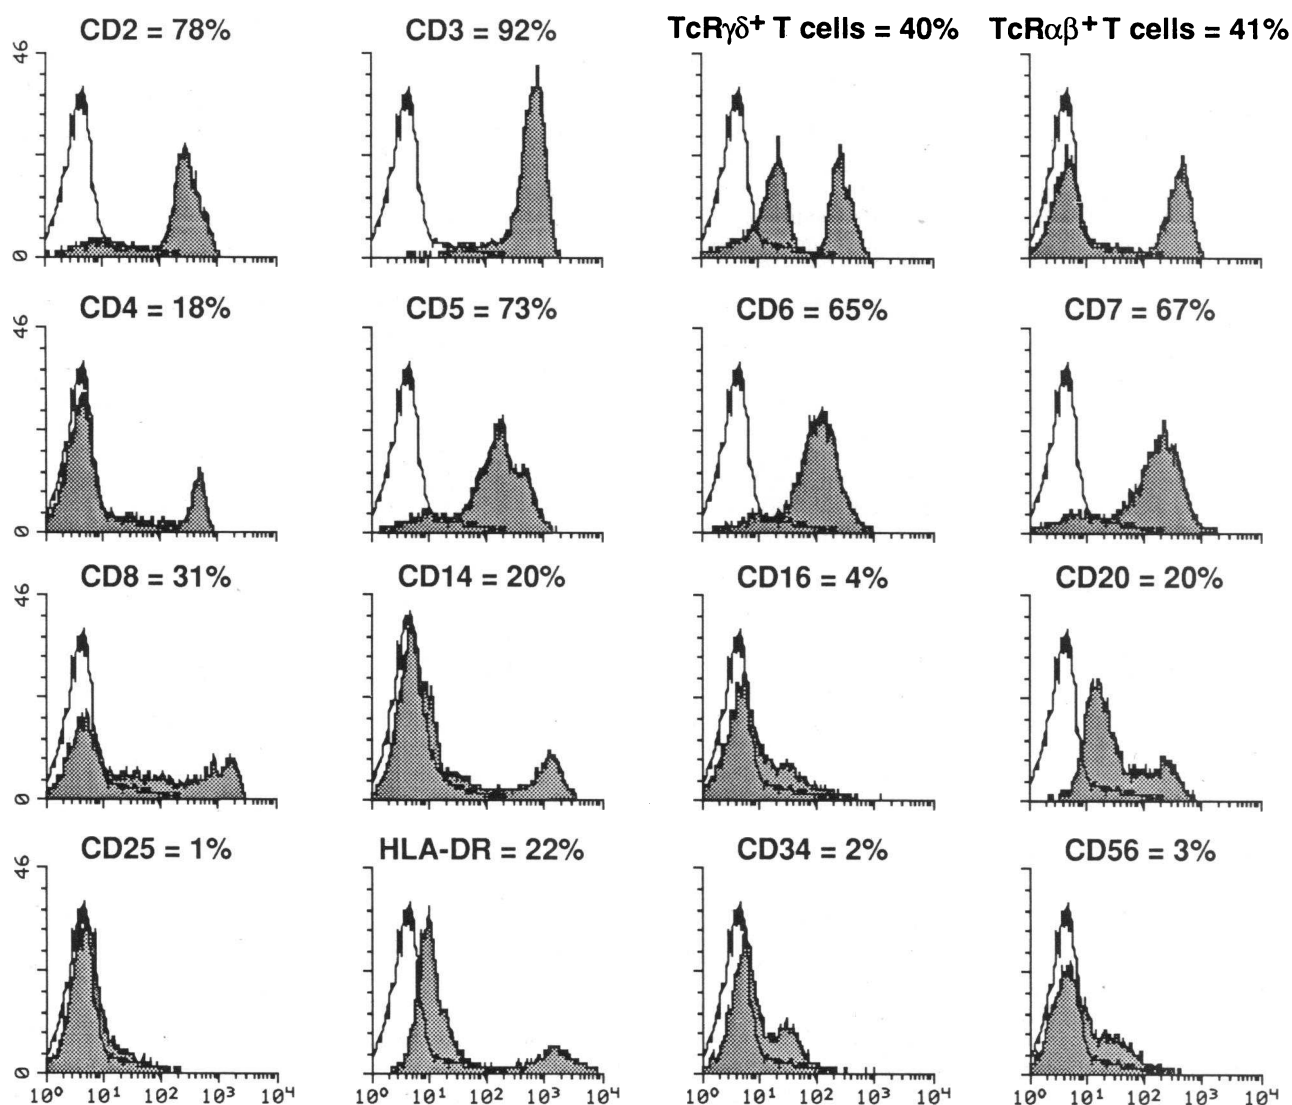 CD2 = 78%
CD3 = 92%
TcRγδ+ T cells = 40%
TcRαβ+ T cells = 41%
46
0
CD4 = 18%
CD5 = 73%
CD6 = 65%
CD7 = 67%
46
0
CD8 = 31%
CD14 = 20%
CD16 = 4%
CD20 = 20%
46
0
CD25 = 1%
HLA-DR = 22%
CD34 = 2%
CD56 = 3%
46
0
10⁰ 10¹ 10² 10³ 10⁴
10⁰ 10¹ 10² 10³ 10⁴
10⁰ 10¹ 10² 10³ 10⁴
10⁰ 10¹ 10² 10³ 10⁴